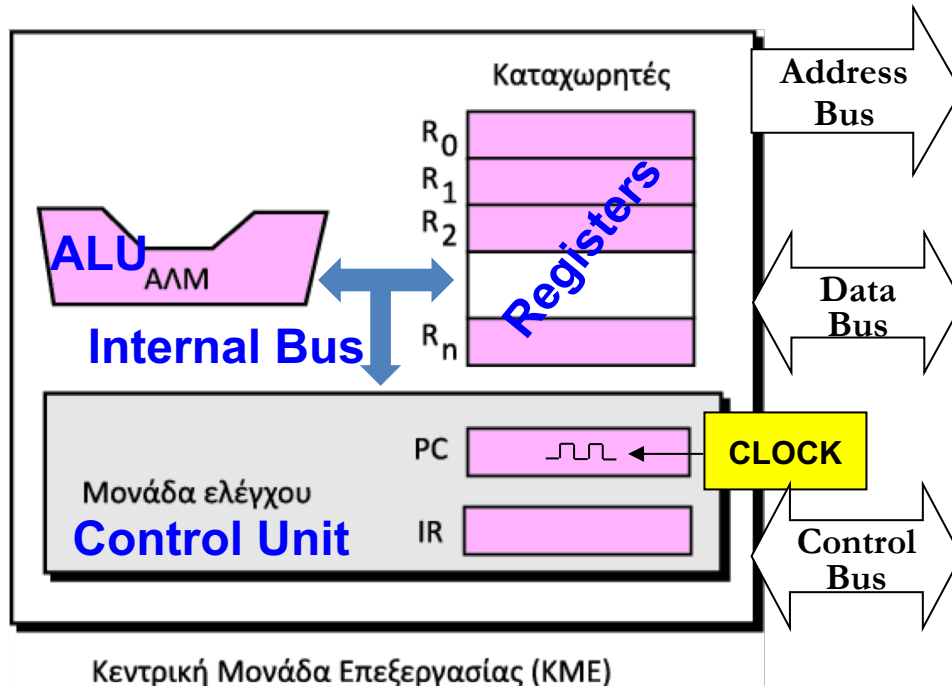 Καταχωρητές
R0
R1
R2
Rn
Registers
ALU
ΑΛΜ
Internal Bus
Μονάδα ελέγχου
Control Unit
PC
IR
CLOCK
Address
Bus
Data
Bus
Control
Bus
Κεντρική Μονάδα Επεξεργασίας (ΚΜΕ)